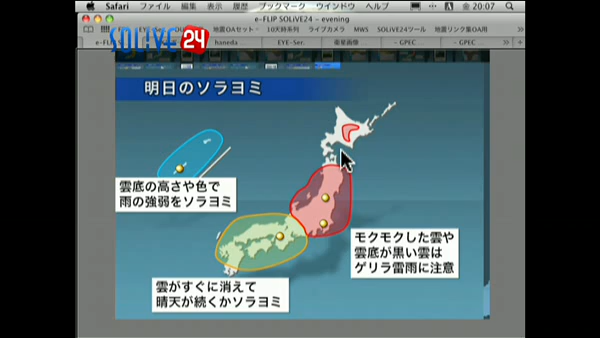 Safari ファイル 編集 表示 履歴 ブックマーク ウインドウ ヘルプ 金 20:07
e-FLIP SOLiVE24 – evening
EYE-Ser. 地震OAセット 10天時系列 ライブカメラ MWS SOLiVE24ツール 地震リンク集OA用
SOLiVE24
haneda EYE-Ser. 衛星画像 - GPEC - GPEC
明日のソラヨミ
雲底の高さや色で
雨の強弱をソラヨミ
モクモクした雲や
雲底が黒い雲は
ゲリラ雷雨に注意
雲がすぐに消えて
晴天が続くかソラヨミ